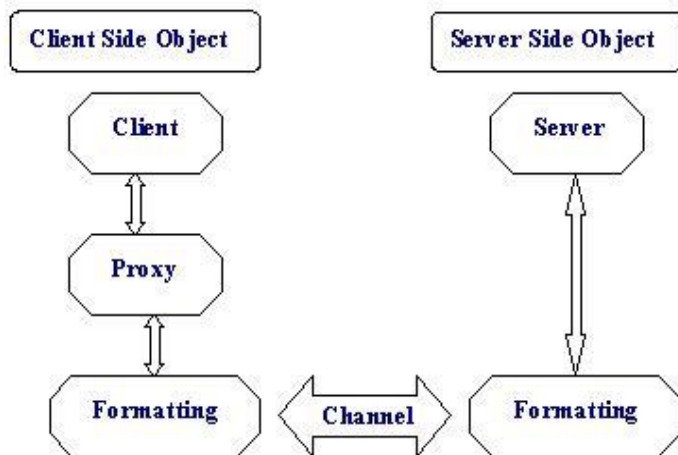 Client Side Object
Server Side Object
Client
Server
Proxy
Formatting
Channel
Formatting